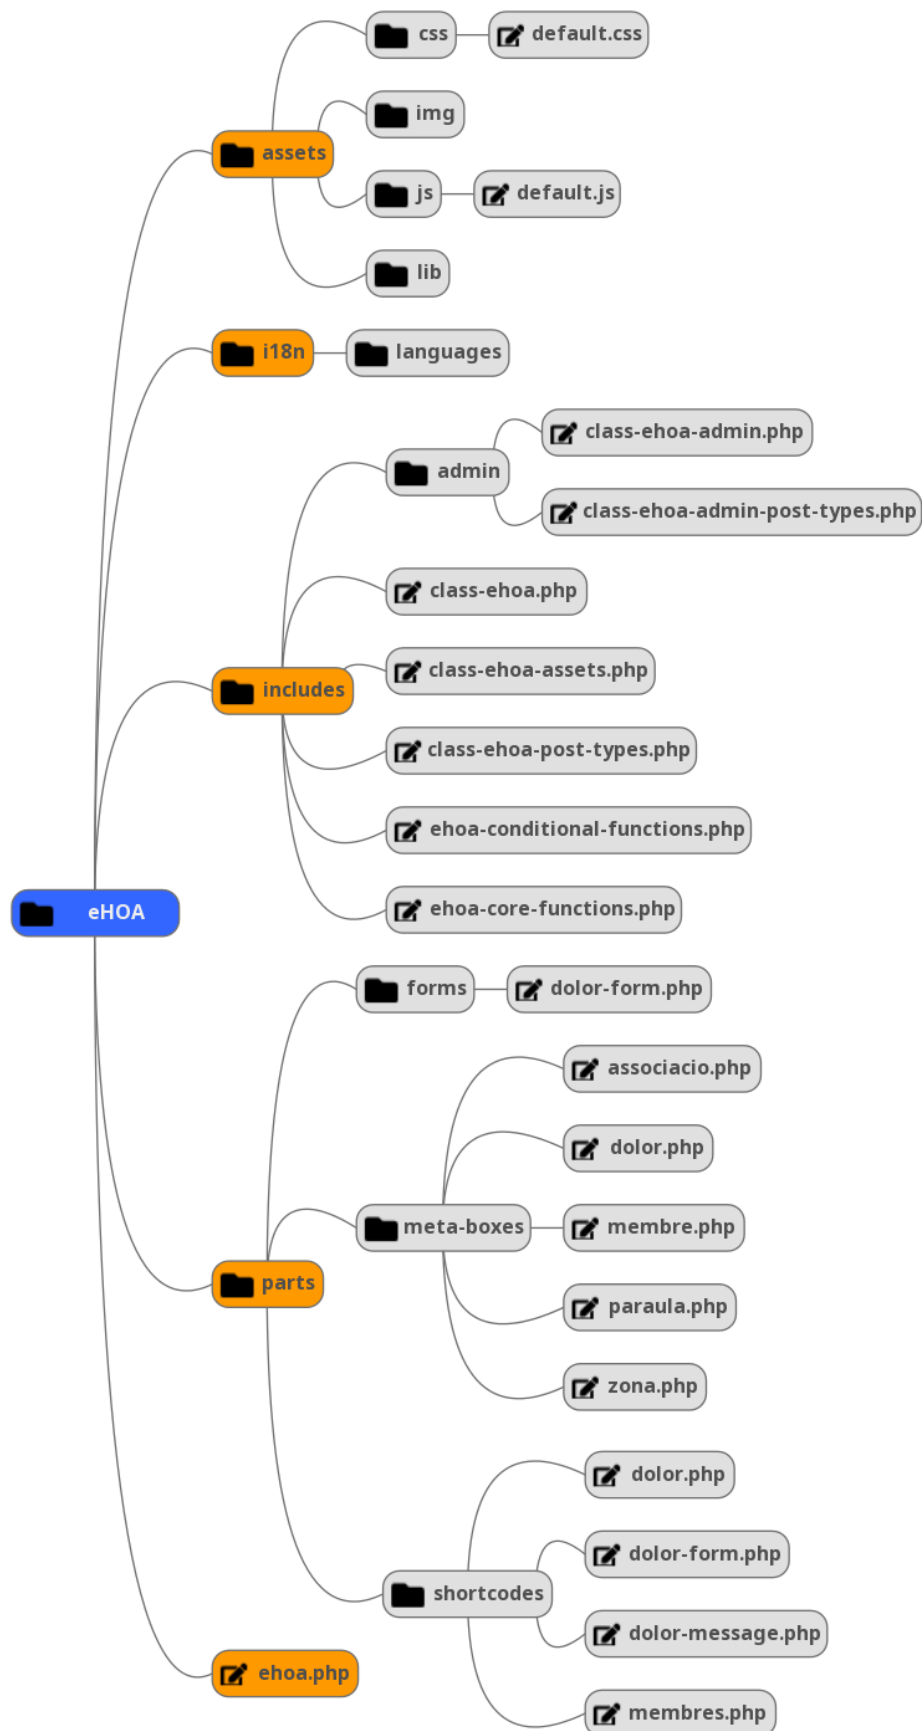 css
default.css
img
assets
js
default.js
lib
i18n
languages
class-ehoa-admin.php
admin
class-ehoa-admin-post-types.php
class-ehoa.php
class-ehoa-assets.php
includes
class-ehoa-post-types.php
ehoa-conditional-functions.php
ehoa-core-functions.php
eHOA
forms
dolor-form.php
associacio.php
dolor.php
meta-boxes
membre.php
parts
paraula.php
zona.php
dolor.php
dolor-form.php
shortcodes
dolor-message.php
ehoa.php
membres.php